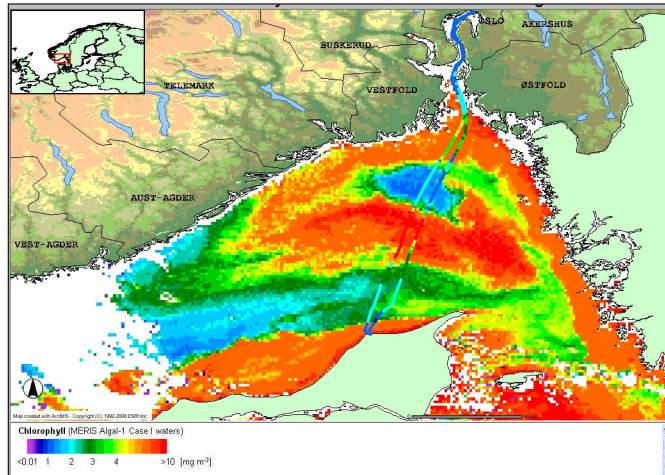 OSLO
AKERSHUS
BUSKERUD
TELEMARK
VESTFOLD
ØSTFOLD
AUST-AGDER
VEST-AGDER
Map created with ArcIMS - Copyright (C) 1992-2008 ESRI Inc.
Chlorophyll (MERIS Algal-1 Case I waters)
<0.01 1 2 3 4 >10 [mg m-³]